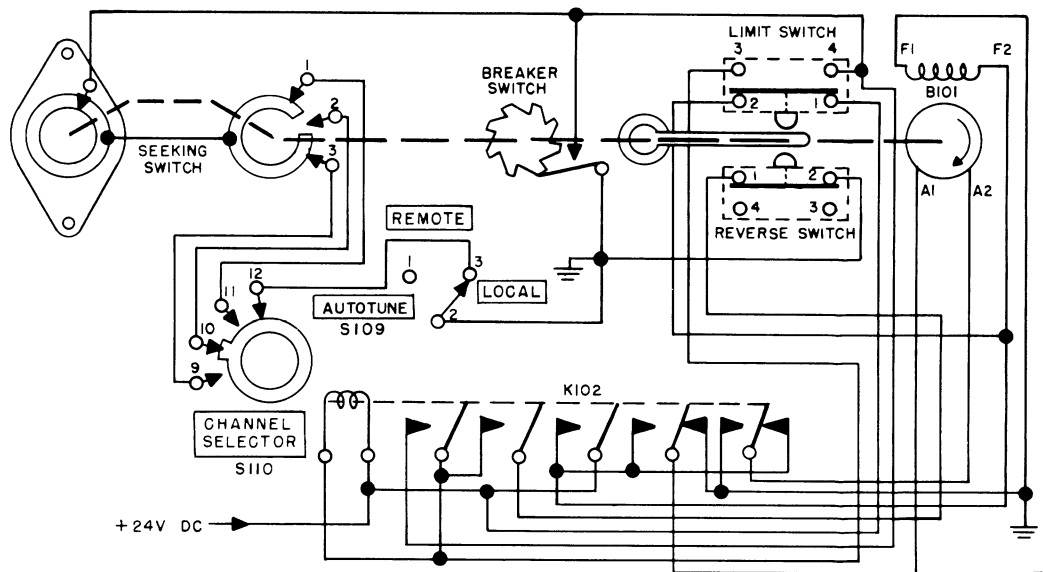 LIMIT SWITCH
3 4
F1 F2
1
BREAKER
SWITCH
B101
2
2 1
SEEKING
SWITCH
3
1 2
A1 A2
4 3
REMOTE
REVERSE SWITCH
12
1
3
11
LOCAL
AUTOTUNE
S109
2
10
9
K102
CHANNEL
SELECTOR
S110
+24V DC